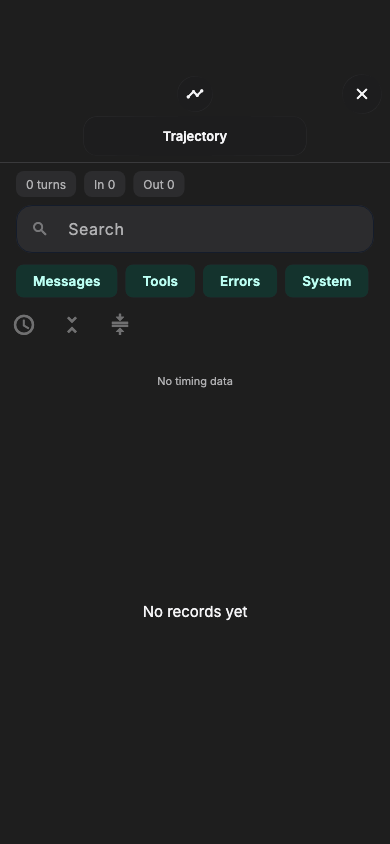 Trajectory
0 turns In 0 Out 0
Search
Messages Tools Errors System
No timing data
No records yet